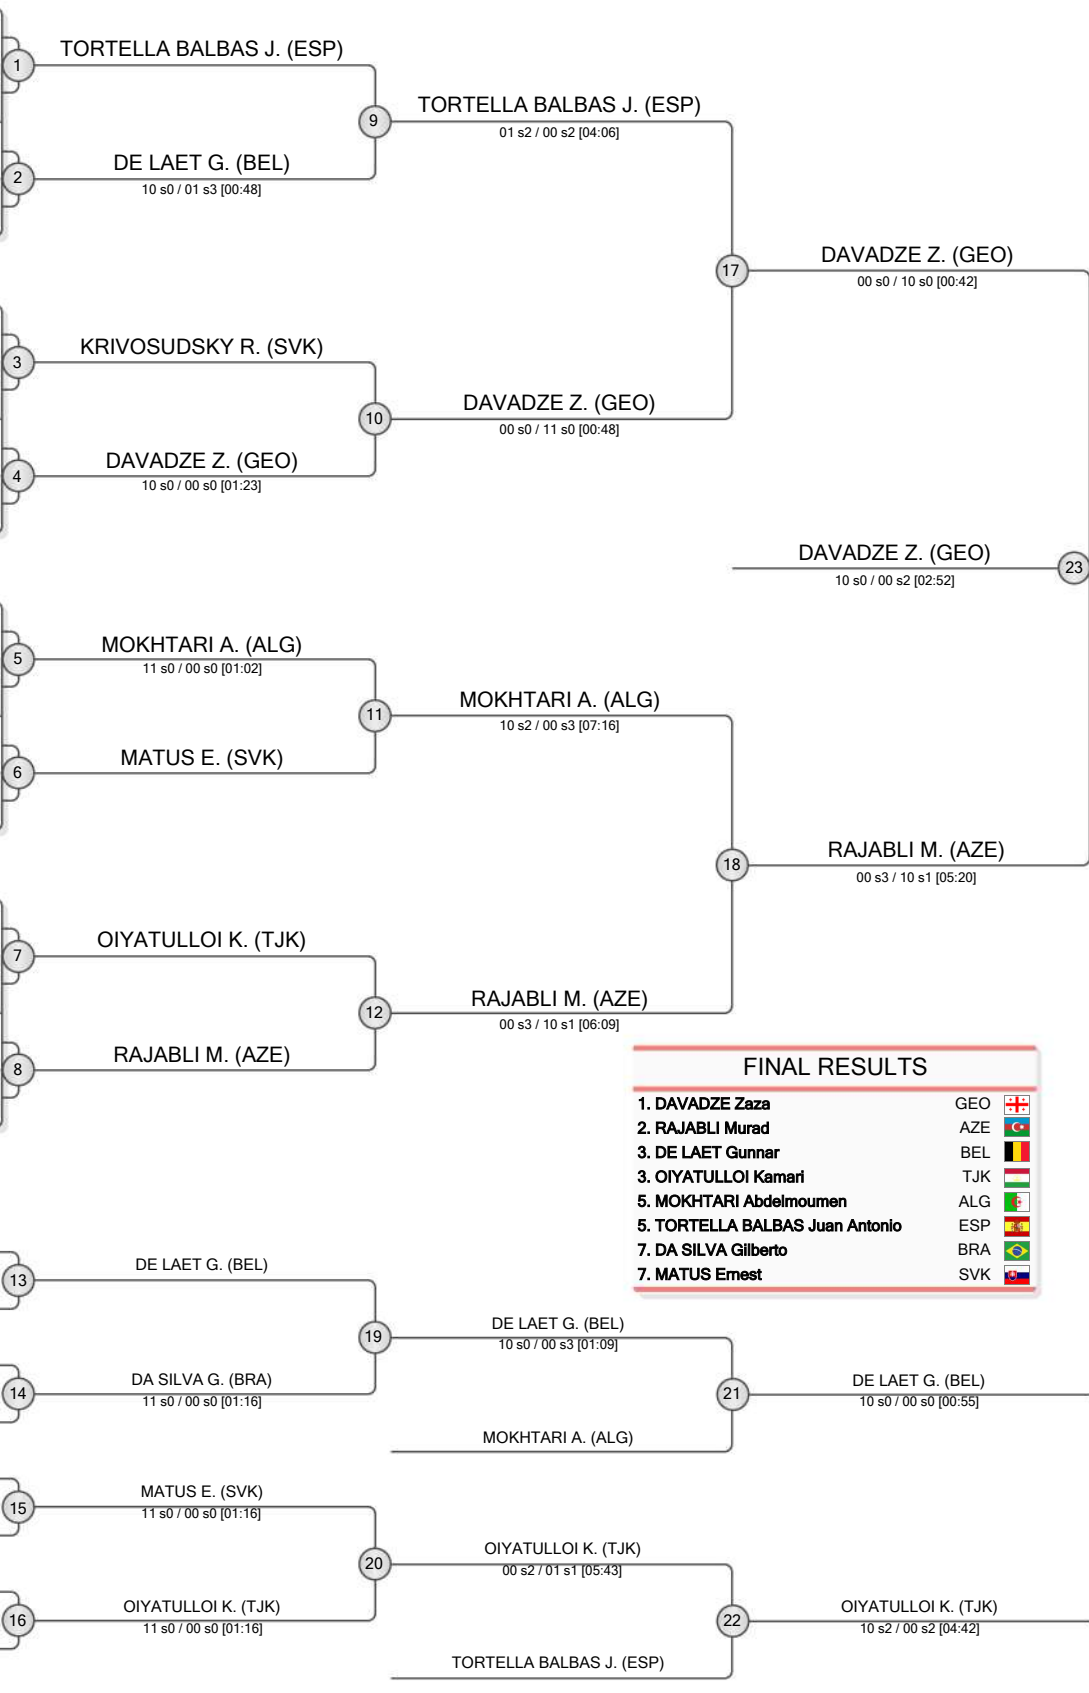 TORTELLA BALBAS J. (ESP)
1
TORTELLA BALBAS J. (ESP)
9
01 s2 / 00 s2 [04:06]
DE LAET G. (BEL)
2
10 s0 / 01 s3 [00:48]
DAVADZE Z. (GEO)
17
00 s0 / 10 s0 [00:42]
KRIVOSUDSKY R. (SVK)
3
DAVADZE Z. (GEO)
10
00 s0 / 11 s0 [00:48]
DAVADZE Z. (GEO)
4
10 s0 / 00 s0 [01:23]
DAVADZE Z. (GEO)
23
10 s0 / 00 s2 [02:52]
MOKHTARI A. (ALG)
5
11 s0 / 00 s0 [01:02]
MOKHTARI A. (ALG)
11
10 s2 / 00 s3 [07:16]
MATUS E. (SVK)
6
RAJABLI M. (AZE)
18
00 s3 / 10 s1 [05:20]
OIYATULLOI K. (TJK)
7
RAJABLI M. (AZE)
12
00 s3 / 10 s1 [06:09]
RAJABLI M. (AZE)
8
FINAL RESULTS
1. DAVADZE Zaza GEO
2. RAJABLI Murad AZE
3. DE LAET Gunnar BEL
3. OIYATULLOI Kamari TJK
5. MOKHTARI Abdelmoumen ALG
5. TORTELLA BALBAS Juan Antonio ESP
7. DA SILVA Gilberto BRA
7. MATUS Ernest SVK
DE LAET G. (BEL)
13
DE LAET G. (BEL)
19
10 s0 / 00 s3 [01:09]
DA SILVA G. (BRA)
14
11 s0 / 00 s0 [01:16]
DE LAET G. (BEL)
21
10 s0 / 00 s0 [00:55]
MOKHTARI A. (ALG)
MATUS E. (SVK)
15
11 s0 / 00 s0 [01:16]
OIYATULLOI K. (TJK)
20
00 s2 / 01 s1 [05:43]
OIYATULLOI K. (TJK)
16
11 s0 / 00 s0 [01:16]
OIYATULLOI K. (TJK)
22
10 s2 / 00 s2 [04:42]
TORTELLA BALBAS J. (ESP)